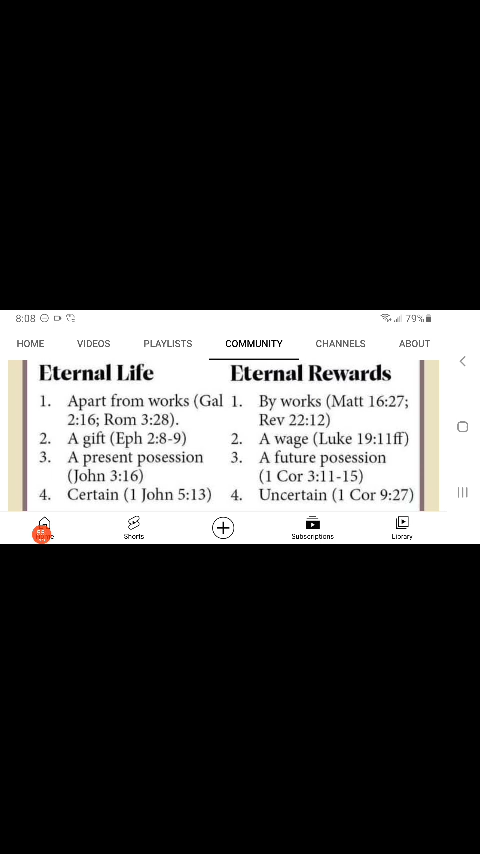 8:08 79%
HOME VIDEOS PLAYLISTS COMMUNITY CHANNELS ABOUT
Eternal Life
1. Apart from works (Gal
2:16; Rom 3:28).
2. A gift (Eph 2:8-9)
3. A present posession
(John 3:16)
4. Certain (1 John 5:13)
Eternal Rewards
1. By works (Matt 16:27;
Rev 22:12)
2. A wage (Luke 19:11ff)
3. A future posession
(1 Cor 3:11-15)
4. Uncertain (1 Cor 9:27)
Shorts Subscriptions Library